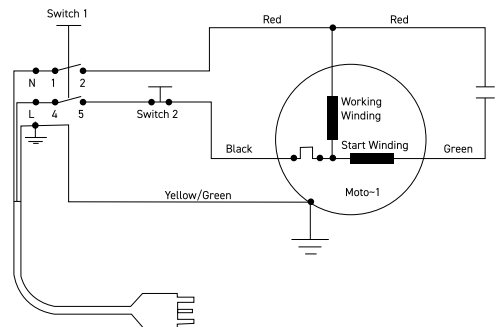 Switch 1
Red
Red
N 1 2
L 4 5
Switch 2
Working
Winding
Start Winding
Black
Green
Moto~1
Yellow/Green